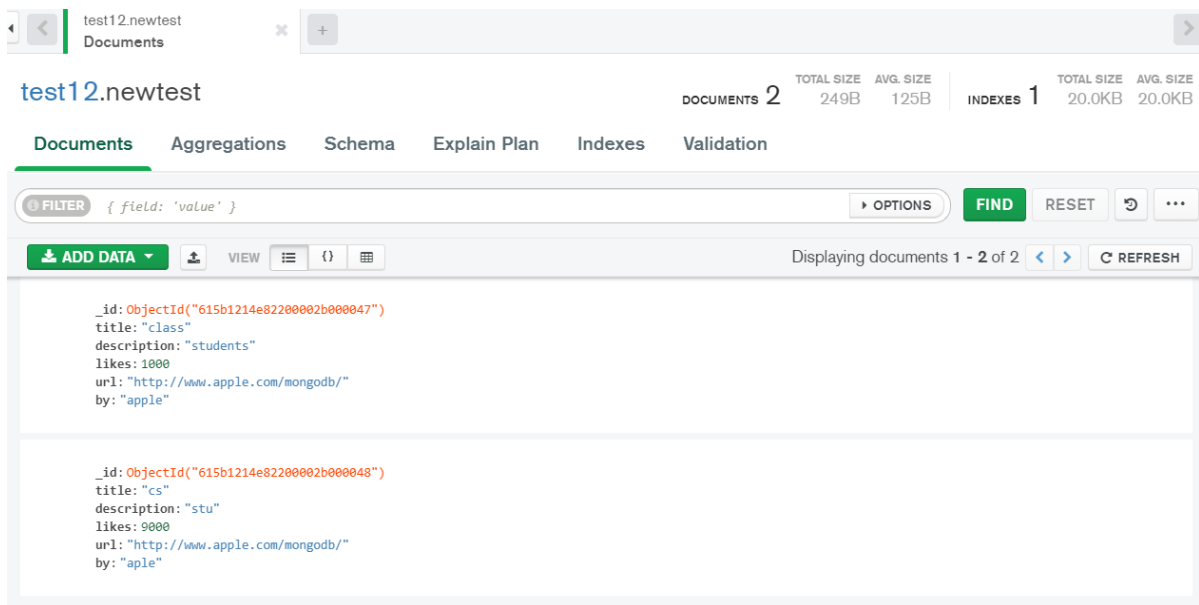 test12.newtest
Documents
test12.newtest
DOCUMENTS 2 TOTAL SIZE 249B AVG. SIZE 125B INDEXES 1 TOTAL SIZE 20.0KB AVG. SIZE 20.0KB
Documents Aggregations Schema Explain Plan Indexes Validation
FILTER { field: 'value' } OPTIONS FIND RESET
ADD DATA VIEW {} Displaying documents 1 - 2 of 2 REFRESH
_id: ObjectId("615b1214e82200002b000047")
title: "class"
description: "students"
likes: 1000
url: "http://www.apple.com/mongodb/"
by: "aple"
_id: ObjectId("615b1214e82200002b000048")
title: "cs"
description: "stu"
likes: 9000
url: "http://www.apple.com/mongodb/"
by: "aple"